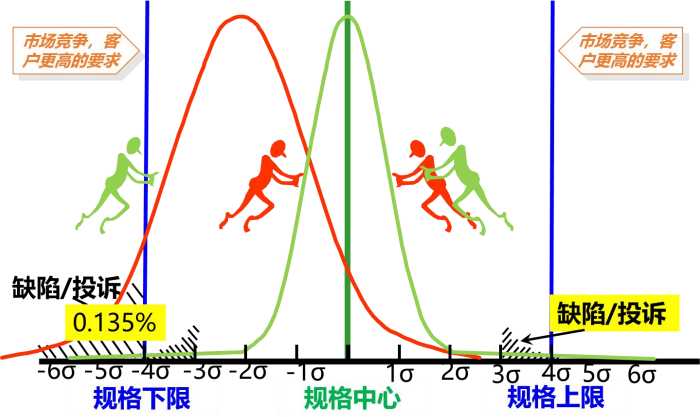 市场竞争，客
户更高的要求
市场竞争，客
户更高的要求
缺陷/投诉
0.135%
缺陷/投诉
-6σ -5σ -4σ -3σ -2σ -1σ 1σ 2σ 3σ 4σ 5σ 6σ
规格下限 规格中心 规格上限